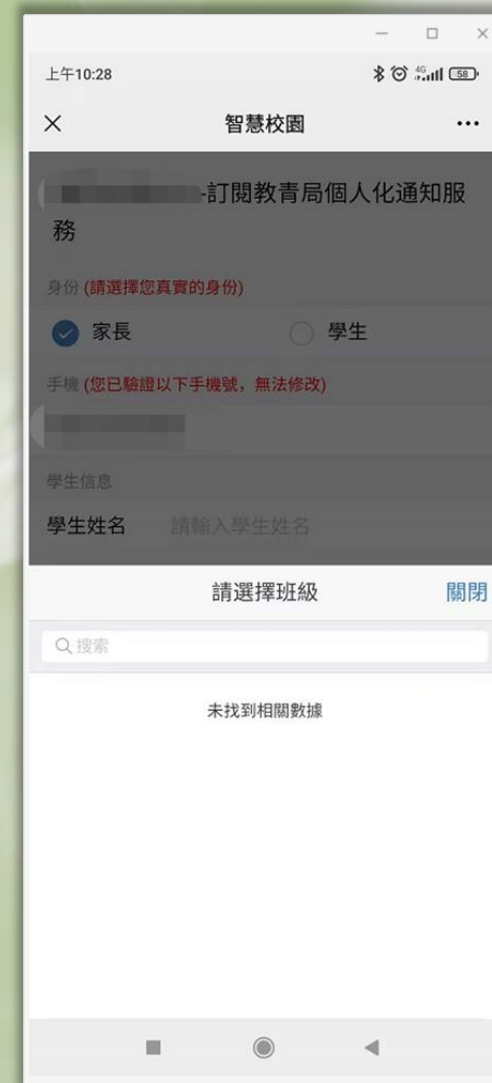 上午10:28
4G
58
智慧校園
-訂閱教青局個人化通知服
務
身份 (請選擇您真實的身份)
家長
學生
手機 (您已驗證以下手機號，無法修改)
學生信息
學生姓名 請輸入學生姓名
請選擇班級
關閉
搜索
未找到相關數據